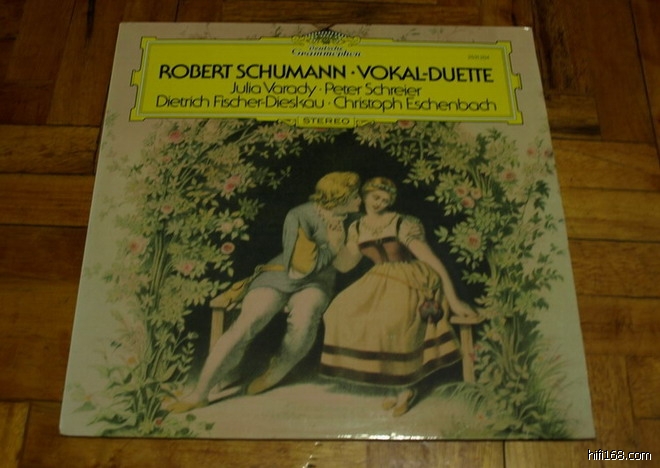 Deutsche
Grammophon
ROBERT SCHUMANN · VOKAL-DUETTE
Julia Varady · Peter Schreier
Dietrich Fischer-Dieskau · Christoph Eschenbach
STEREO
hifi168.com